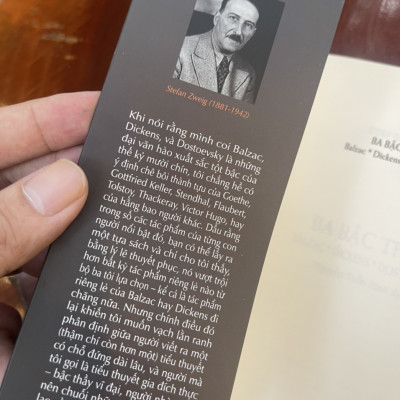 Stefan Zweig (1881-1942)
Khi nói rằng mình coi Balzac,
Dickens, và Dostoevsky là những
đại văn hào xuất sắc tột bậc của
thế kỷ mười chín, tôi chẳng hề có
ý định chê bôi thành tựu của Goethe,
Gottfried Keller, Stendhal, Flaubert,
Tolstoy, Thackeray, Victor Hugo, hay
của hằng bao người khác. Dẫu rằng
trong số các tác phẩm của từng con
người nổi bật đó, bạn có thể lấy ra
một tựa sách và chỉ cho tôi thấy,
bằng lý lẽ thuyết phục, nó vượt trội
hơn bất kỳ tác phẩm riêng lẻ nào từ
bộ ba tôi lựa chọn – kể cả là tác phẩm
riêng lẻ của Balzac hay Dickens đi
chăng nữa. Nhưng chính điều đó
lại khiến tôi muốn vạch lằn ranh
phân định giữa người viết ra một
(thậm chí còn hơn một) tiểu thuyết
có chỗ đứng dài lâu, và người mà
tôi gọi là tiểu thuyết gia đích thực
– bậc thầy vĩ đại, người
nên chuỗi
BA BẬC
Balzac * Dickens
BA BẬC